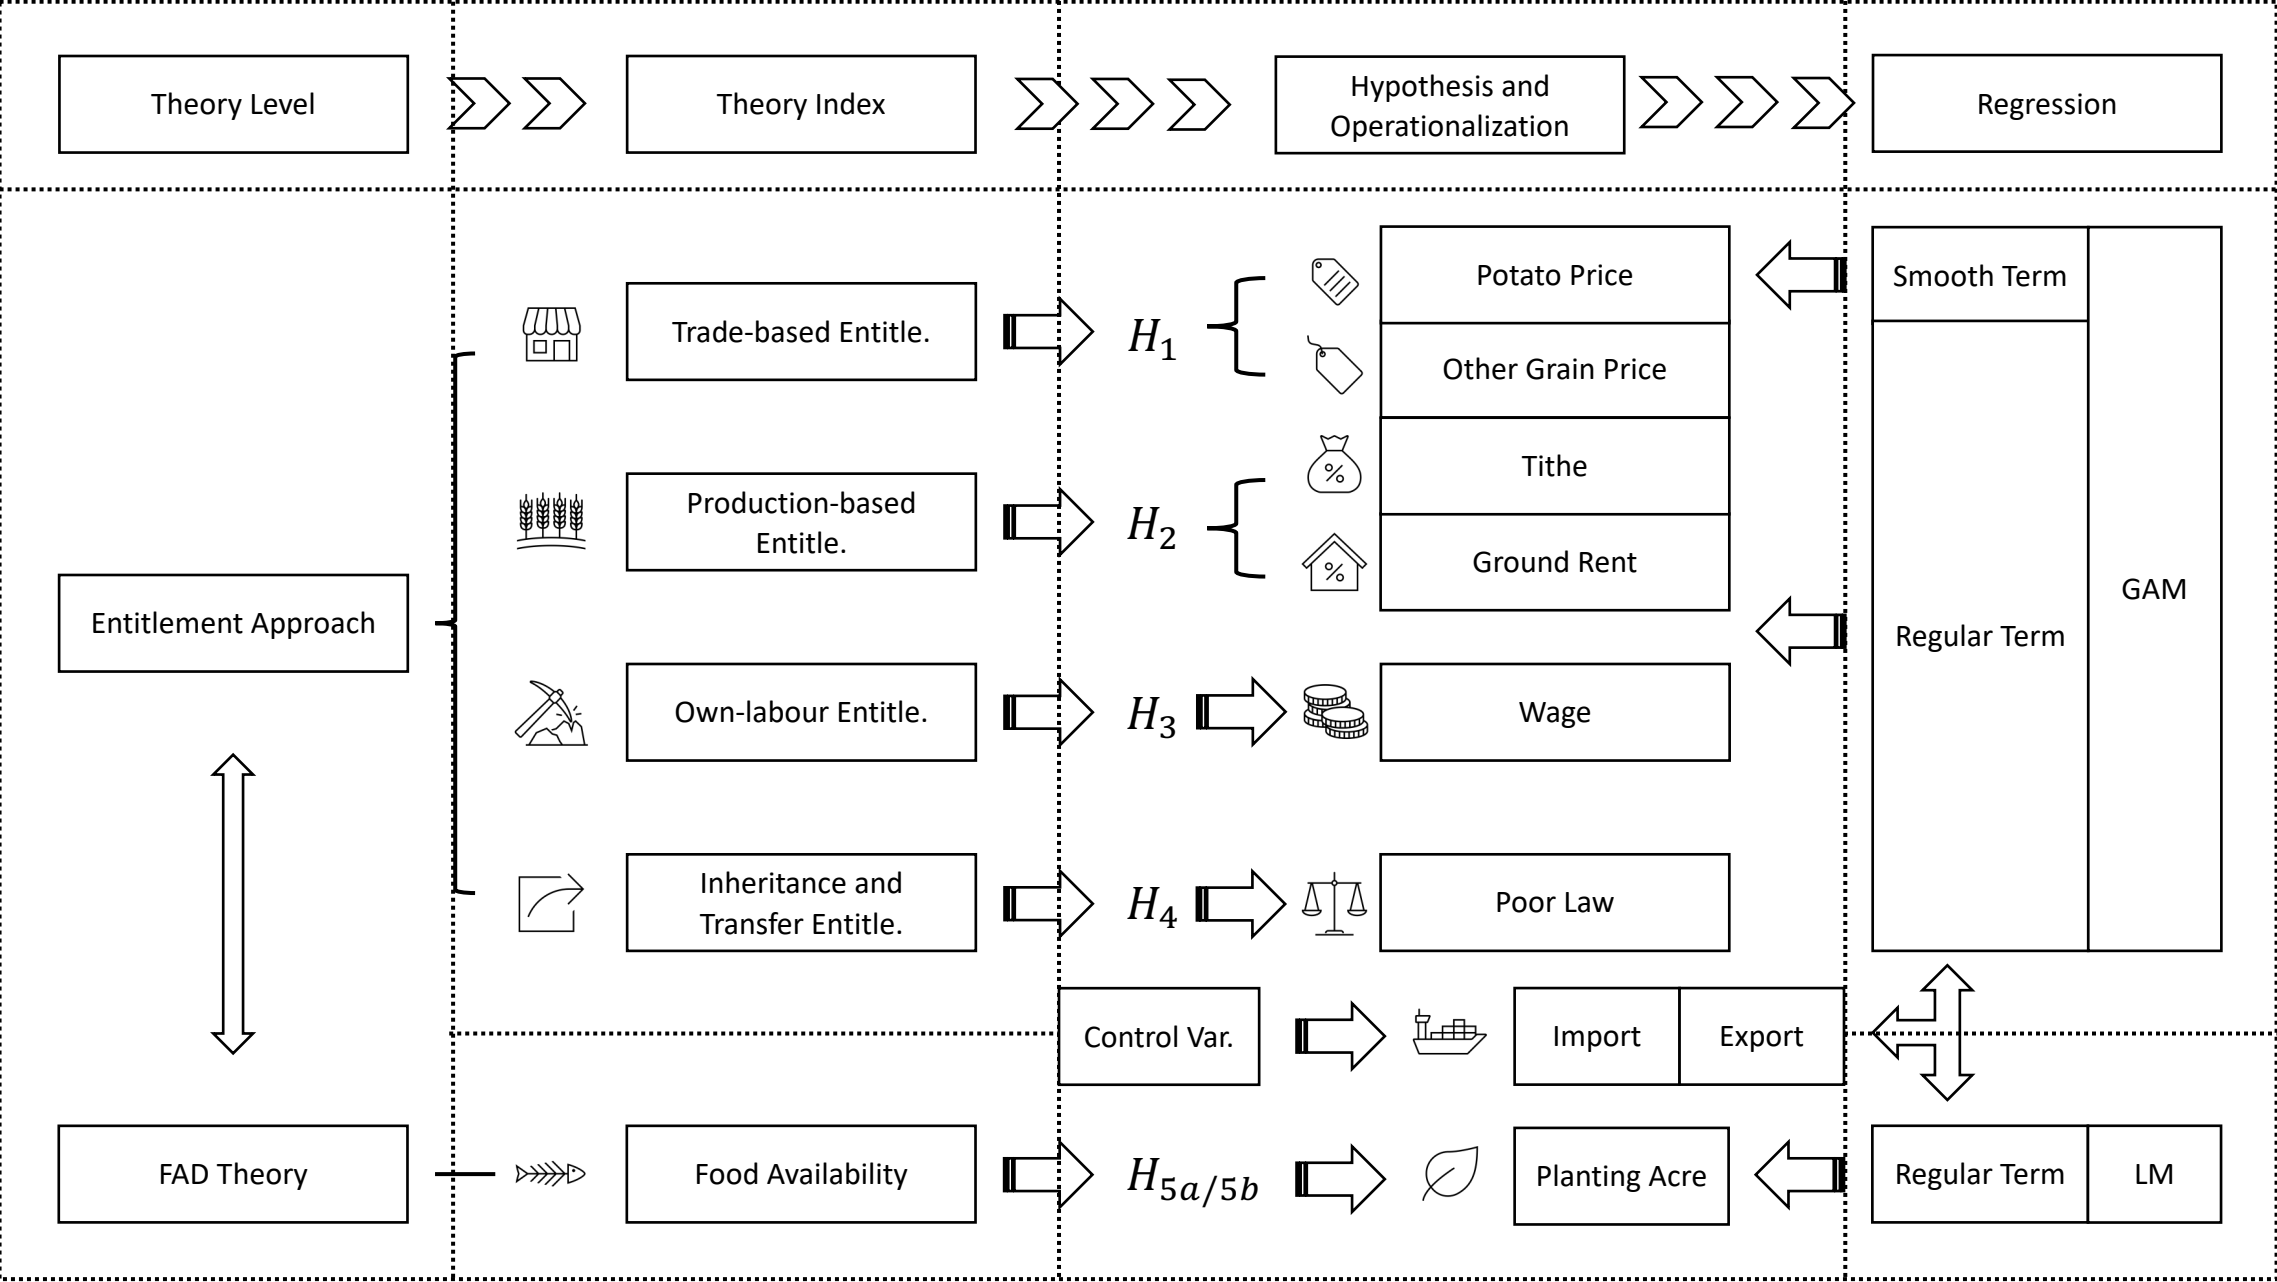 Theory Level
Theory Index
Hypothesis and
Operationalization
Regression
Entitlement Approach
Trade-based Entitle.
H1
Potato Price
Other Grain Price
Production-based
Entitle.
H2
Tithe
Ground Rent
Own-labour Entitle.
H3
Wage
Inheritance and
Transfer Entitle.
H4
Poor Law
Smooth Term
Regular Term
GAM
Control Var.
Import
Export
FAD Theory
Food Availability
H5a/5b
Planting Acre
Regular Term
LM